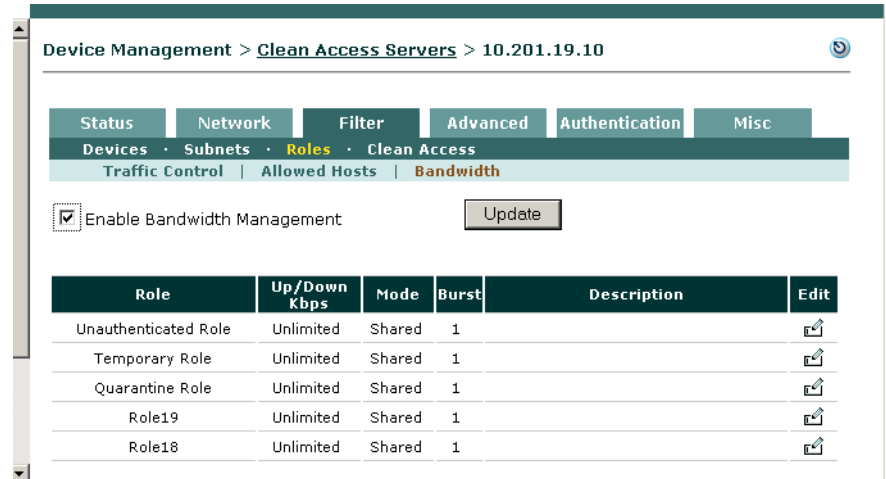 Device Management > Clean Access Servers > 10.201.19.10
Status Network Filter Advanced Authentication Misc
Devices · Subnets · Roles · Clean Access
Traffic Control | Allowed Hosts | Bandwidth
Enable Bandwidth Management Update
Role Up/Down Kbps Mode Burst Description Edit
Unauthenticated Role Unlimited Shared 1
Temporary Role Unlimited Shared 1
Quarantine Role Unlimited Shared 1
Role19 Unlimited Shared 1
Role18 Unlimited Shared 1